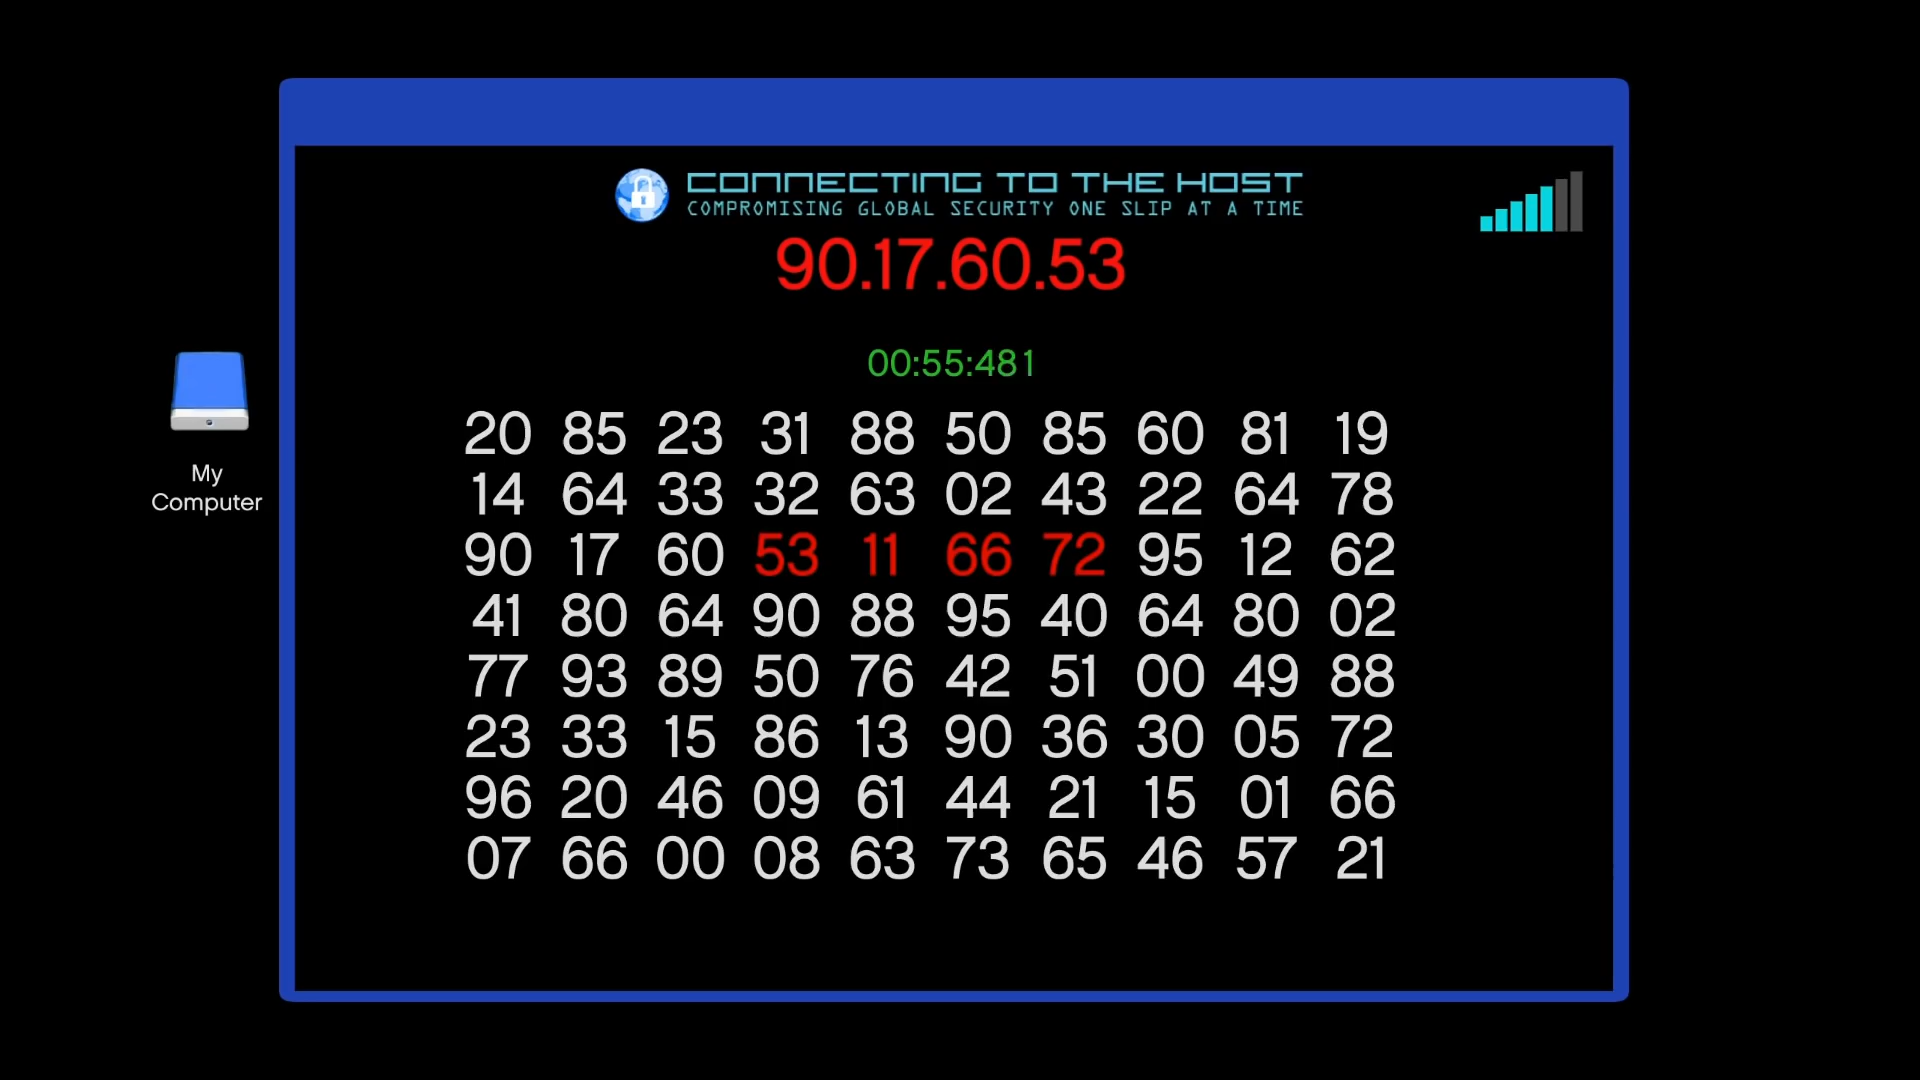 CONNECTING TO THE HOST
COMPROMISING GLOBAL SECURITY ONE SLIP AT A TIME
90.17.60.53
00:55:481
20 85 23 31 88 50 85 60 81 19
14 64 33 32 63 02 43 22 64 78
90 17 60 53 11 66 72 95 12 62
41 80 64 90 88 95 40 64 80 02
77 93 89 50 76 42 51 00 49 88
23 33 15 86 13 90 36 30 05 72
96 20 46 09 61 44 21 15 01 66
07 66 00 08 63 73 65 46 57 21
My
Computer